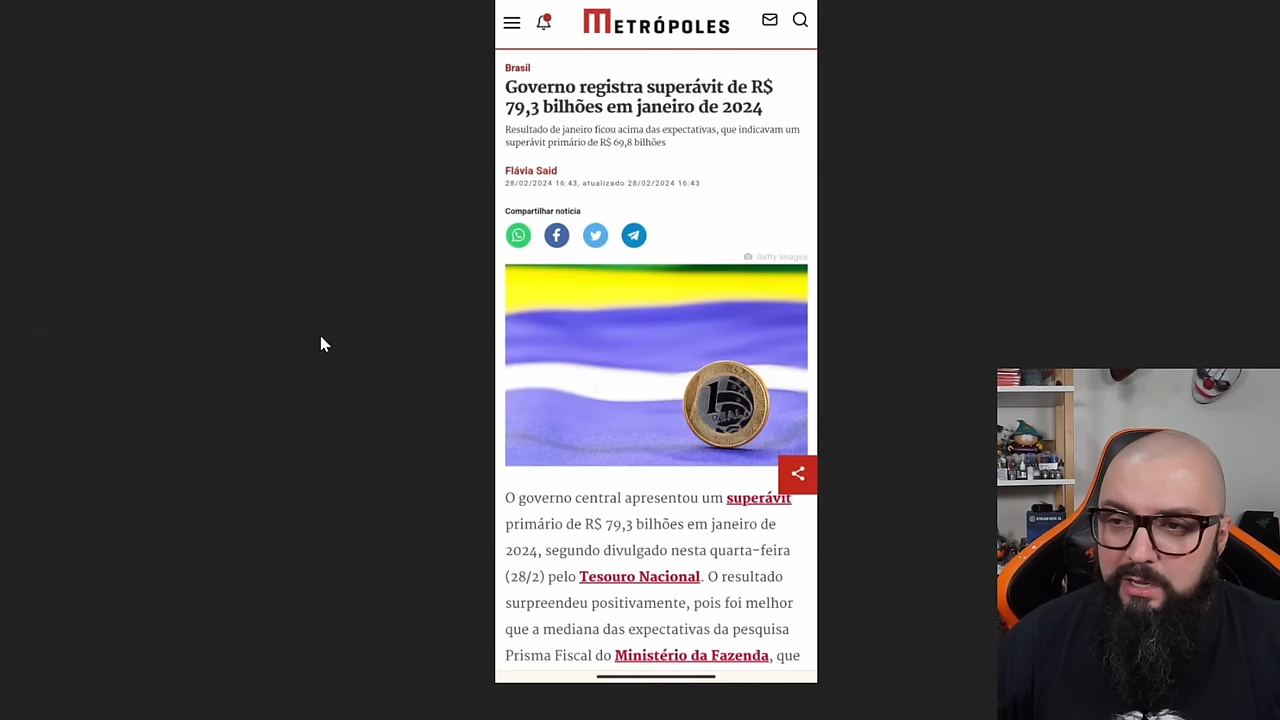 METRÓPOLES
Brasil
Governo registra superávit de R$
79,3 bilhões em janeiro de 2024
Resultado de janeiro ficou acima das expectativas, que indicavam um
superávit primário de R$ 69,8 bilhões
Flávia Said
28/02/2024 16:43, atualizado 28/02/2024 16:43
Compartilhar notícia
Getty Images
1
REAL
O governo central apresentou um superávit
primário de R$ 79,3 bilhões em janeiro de
2024, segundo divulgado nesta quarta-feira
(28/2) pelo Tesouro Nacional. O resultado
surpreendeu positivamente, pois foi melhor
que a mediana das expectativas da pesquisa
Prisma Fiscal do Ministério da Fazenda, que